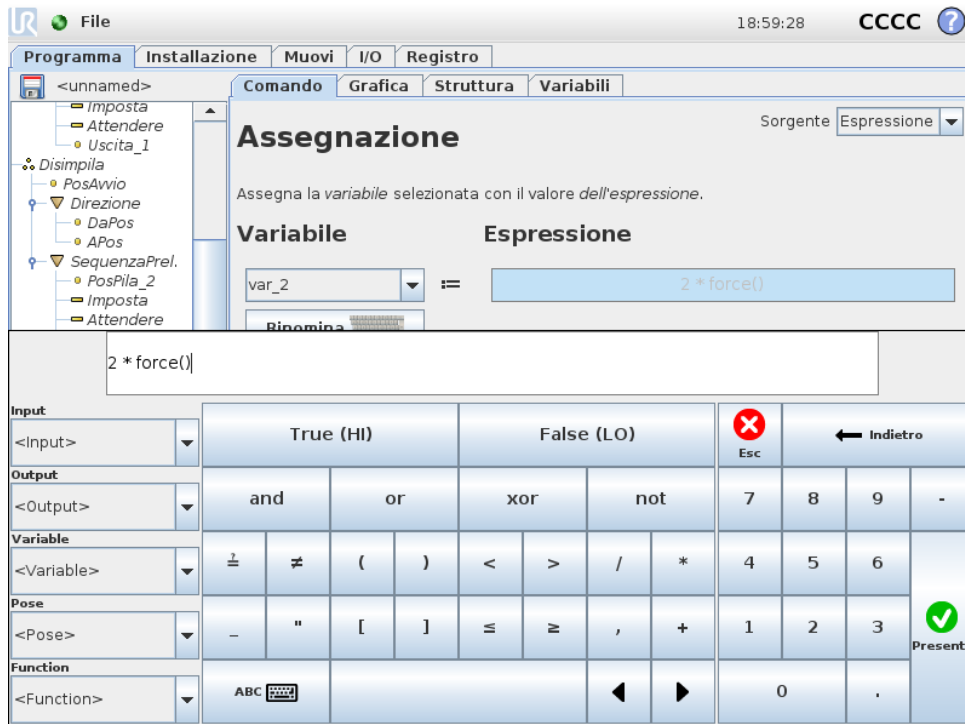 UR File 18:59:28 CCCC ?
Programma Installazione Muovi I/O Registro
<unnamed> Comando Grafica Struttura Variabili
Imposta
Attendere
Uscita_1
Disimpila
PosAvvio
Direzione
DaPos
APos
SequenzaPrel.
PosPila_2
Imposta
Attendere
Assegnazione
Sorgente Espressione
Assegna la variabile selezionata con il valore dell'espressione.
Variabile Espressione
var_2 := 2 * force()
Rinomina
2 * force()
Input
<Input>
Output
<Output>
Variable
<Variable>
Pose
<Pose>
Function
<Function>
True (HI) False (LO) Esc Indietro
and or xor not 7 8 9 -
≟ ≠ ( ) < > / * 4 5 6
_ " [ ] ≤ ≥ , + 1 2 3 Present
ABC 0 .